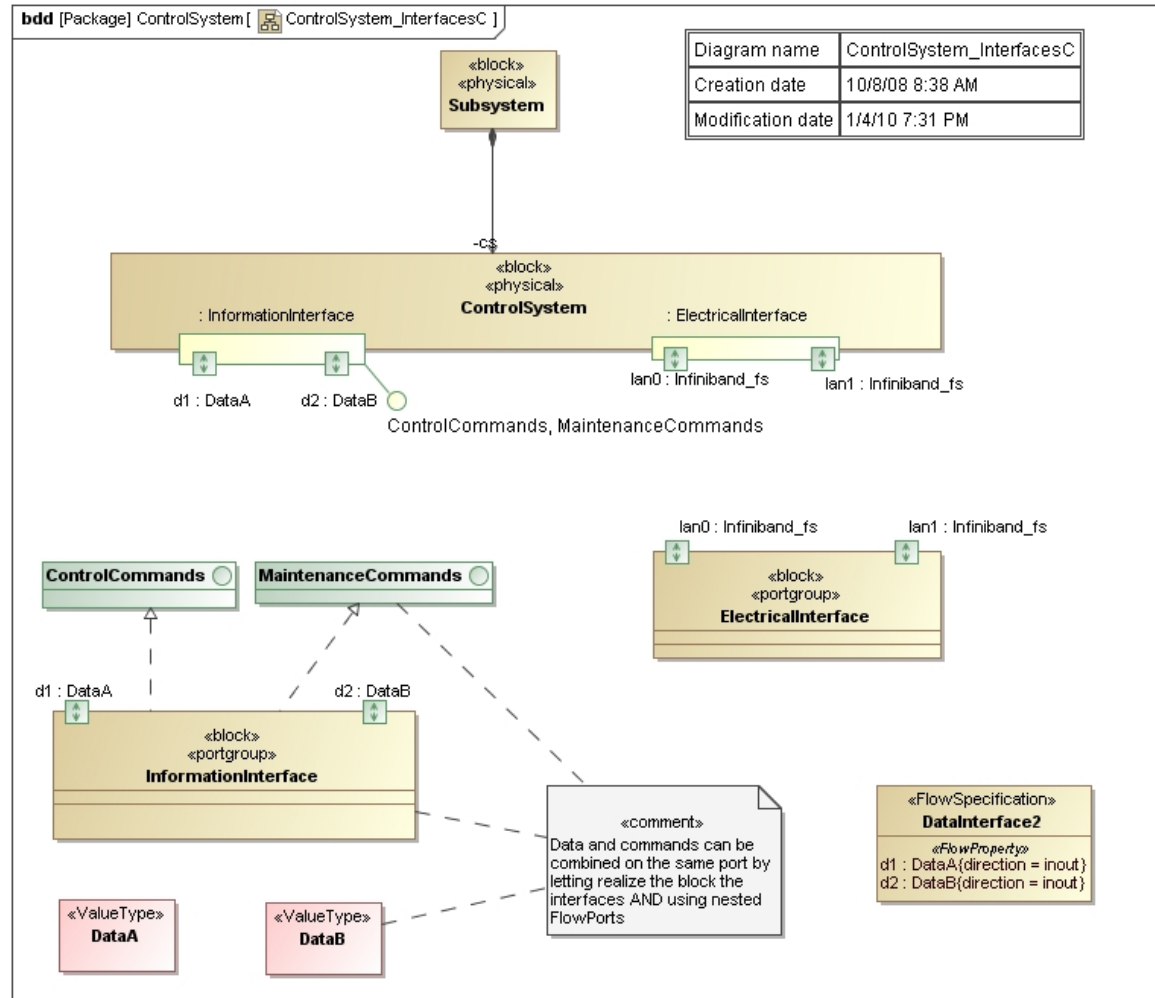 bdd [Package] ControlSystem [ ControlSystem_InterfacesC ]
Diagram name ControlSystem_InterfacesC
Creation date 10/8/08 8:38 AM
Modification date 1/4/10 7:31 PM
«block»
«physical»
Subsystem
-cs
«block»
«physical»
ControlSystem
: InformationInterface
: ElectricalInterface
d1 : DataA
d2 : DataB
lan0 : Infiniband_fs
lan1 : Infiniband_fs
ControlCommands, MaintenanceCommands
lan0 : Infiniband_fs
lan1 : Infiniband_fs
«block»
«portgroup»
ElectricalInterface
ControlCommands
MaintenanceCommands
d1 : DataA
d2 : DataB
«block»
«portgroup»
InformationInterface
«comment»
Data and commands can be
combined on the same port by
letting realize the block the
interfaces AND using nested
FlowPorts
«FlowSpecification»
DataInterface2
«FlowProperty»
d1 : DataA{direction = inout}
d2 : DataB{direction = inout}
«ValueType»
DataA
«ValueType»
DataB